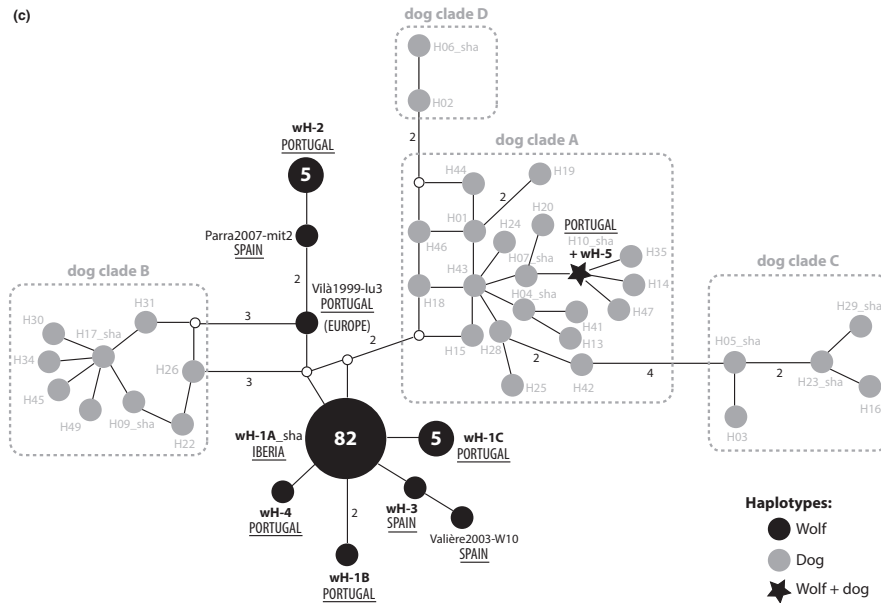 (c)
dog clade D
H06_sha
H02
2
wH-2
PORTUGAL
5
dog clade A
H44
H19
2
H01
H20
PORTUGAL
H24
H10_sha
+ wH-5
H35
H46
H07_sha
Parra2007-mit2
SPAIN
H43
H14
dog clade C
dog clade B
2
Vilà1999-lu3
PORTUGAL
(EUROPE)
H18
H04_sha
H47
H31
H41
H29_sha
H30
H17_sha
3
H13
H05_sha
H34
H15
H28
2
2
H26
3
H42
4
2
H23_sha
H45
H25
H16
H49
H09_sha
H22
H03
wH-1A_sha
IBERIA
82
5
wH-1C
PORTUGAL
wH-4
PORTUGAL
2
wH-3
SPAIN
Valière2003-W10
SPAIN
wH-1B
PORTUGAL
Haplotypes:
Wolf
Dog
Wolf + dog